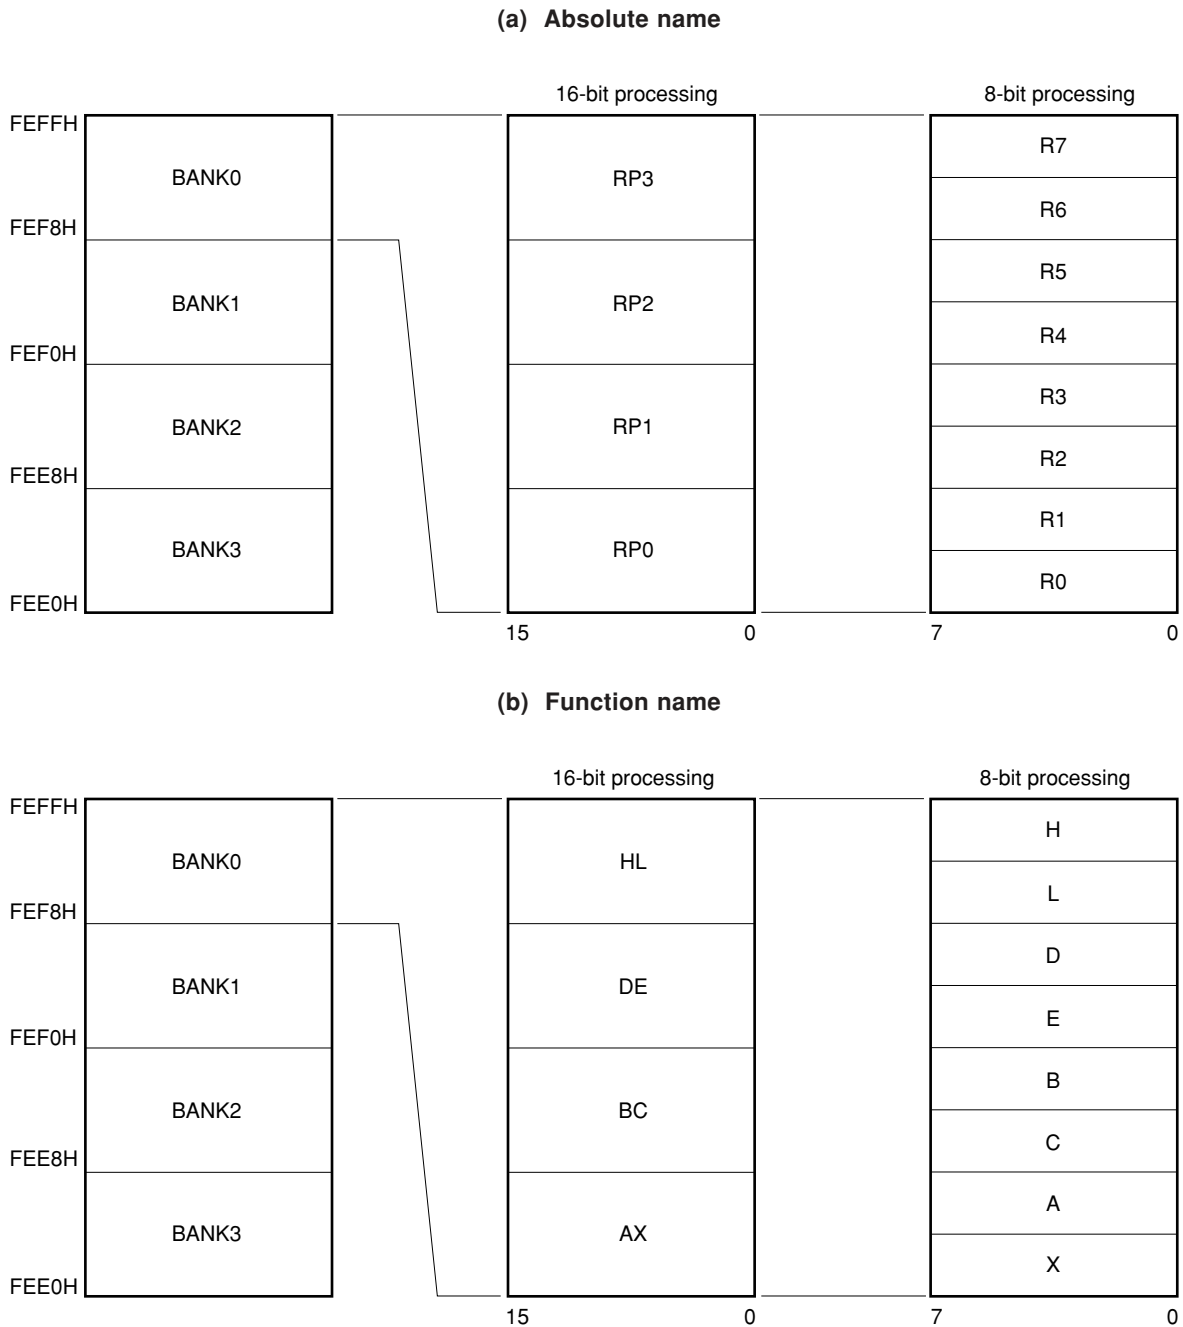 (a) Absolute name
16-bit processing
8-bit processing
FEFFH
BANK0
RP3
R7
R6
FEF8H
BANK1
RP2
R5
R4
FEF0H
BANK2
RP1
R3
R2
FEE8H
BANK3
RP0
R1
R0
FEE0H
15
0
7
0
(b) Function name
16-bit processing
8-bit processing
FEFFH
BANK0
HL
H
L
FEF8H
BANK1
DE
D
E
FEF0H
BANK2
BC
B
C
FEE8H
BANK3
AX
A
X
FEE0H
15
0
7
0